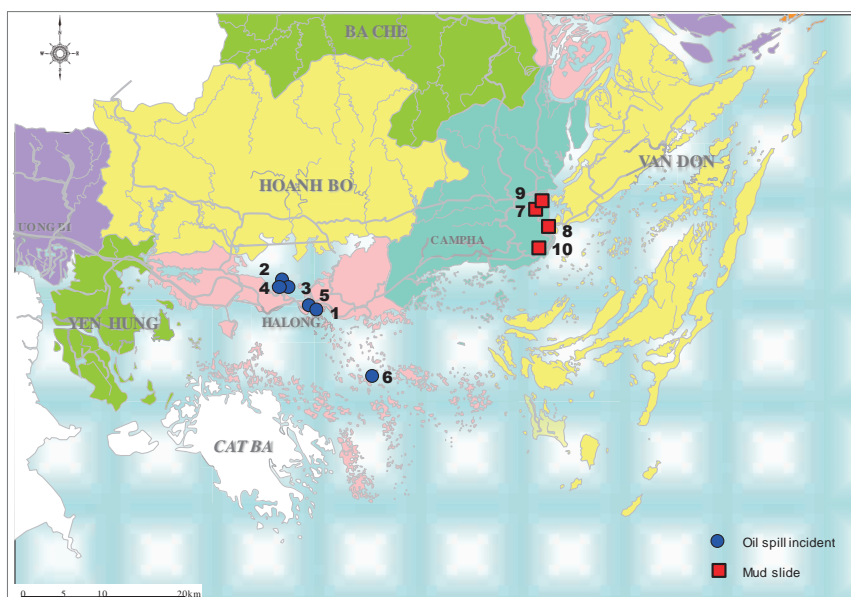 BA CHE
N
W
E
S
VAN DON
HOANH BO
9
7
8
10
UONG BI
CAMPHA
2
4
3
5
1
HALONG
YEN HUNG
6
CAT BA
Oil spill incident
Mud slide
0 5 10 20km